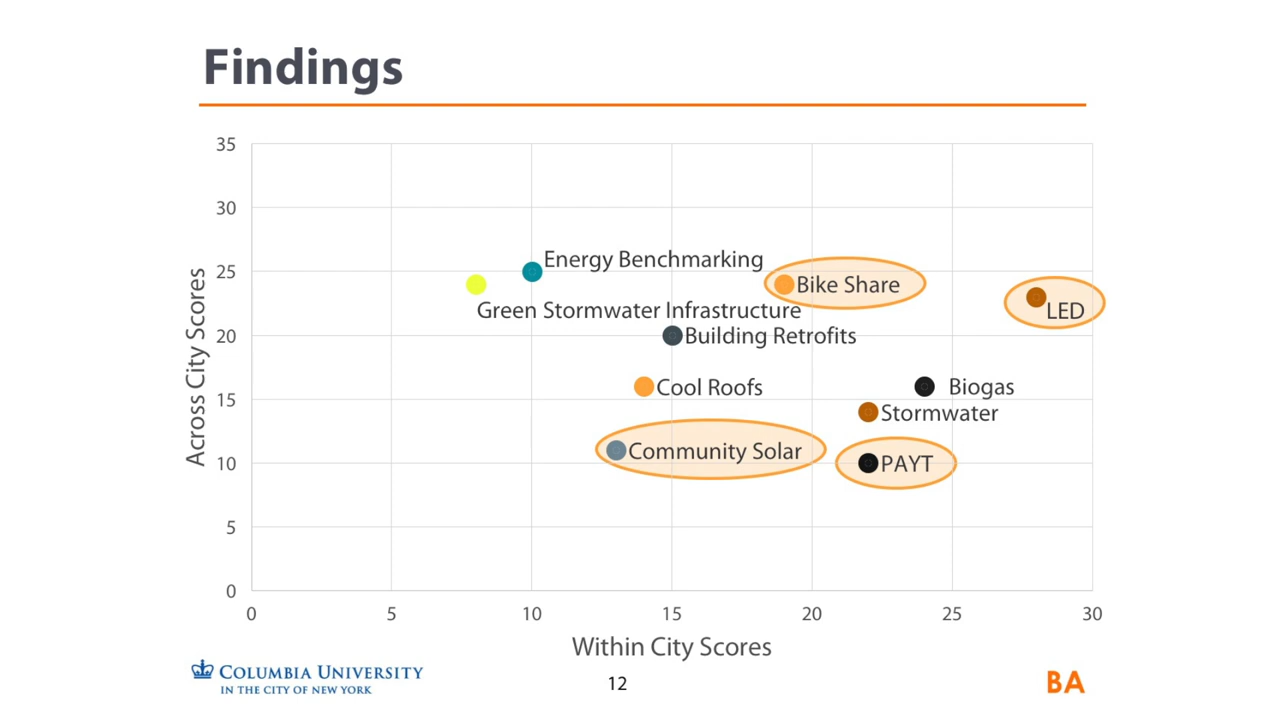 Findings
35
30
25
20
15
10
5
0
Across City Scores
Energy Benchmarking
Bike Share
Green Stormwater Infrastructure
LED
Building Retrofits
Cool Roofs
Biogas
Stormwater
Community Solar
PAYT
0 5 10 15 20 25 30
Within City Scores
COLUMBIA UNIVERSITY
IN THE CITY OF NEW YORK
12
BA